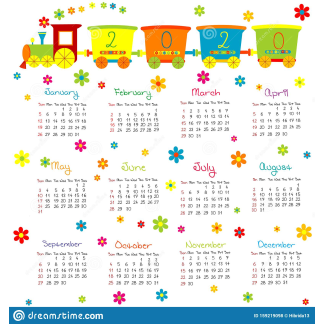 2 0 2 0
January
Sun Mon Tue Wed Thu Fri Sat
1 2 3 4
5 6 7 8 9 10 11
12 13 14 15 16 17 18
19 20 21 22 23 24 25
26 27 28 29 30 31
February
Sun Mon Tue Wed Thu Fri Sat
1
2 3 4 5 6 7 8
9 10 11 12 13 14 15
16 17 18 19 20 21 22
23 24 25 26 27 28 29
March
Sun Mon Tue Wed Thu Fri Sat
1 2 3 4 5 6 7
8 9 10 11 12 13 14
15 16 17 18 19 20 21
22 23 24 25 26 27 28
29 30 31
April
Sun Mon Tue Wed Thu Fri Sat
1 2 3 4
5 6 7 8 9 10 11
12 13 14 15 16 17 18
19 20 21 22 23 24 25
26 27 28 29 30
May
Sun Mon Tue Wed Thu Fri Sat
1 2
3 4 5 6 7 8 9
10 11 12 13 14 15 16
17 18 19 20 21 22 23
24 25 26 27 28 29 30
31
June
Sun Mon Tue Wed Thu Fri Sat
1 2 3 4 5 6
7 8 9 10 11 12 13
14 15 16 17 18 19 20
21 22 23 24 25 26 27
28 29 30
July
Sun Mon Tue Wed Thu Fri Sat
1 2 3 4
5 6 7 8 9 10 11
12 13 14 15 16 17 18
19 20 21 22 23 24 25
26 27 28 29 30 31
August
Sun Mon Tue Wed Thu Fri Sat
1
2 3 4 5 6 7 8
9 10 11 12 13 14 15
16 17 18 19 20 21 22
23 24 25 26 27 28 29
30 31
September
Sun Mon Tue Wed Thu Fri Sat
1 2 3 4 5
6 7 8 9 10 11 12
13 14 15 16 17 18 19
20 21 22 23 24 25 26
27 28 29 30
October
Sun Mon Tue Wed Thu Fri Sat
1 2 3
4 5 6 7 8 9 10
11 12 13 14 15 16 17
18 19 20 21 22 23 24
25 26 27 28 29 30 31
November
Sun Mon Tue Wed Thu Fri Sat
1 2 3 4 5 6 7
8 9 10 11 12 13 14
15 16 17 18 19 20 21
22 23 24 25 26 27 28
29 30
December
Sun Mon Tue Wed Thu Fri Sat
1 2 3 4 5
6 7 8 9 10 11 12
13 14 15 16 17 18 19
20 21 22 23 24 25 26
27 28 29 30 31
dreamstime.com